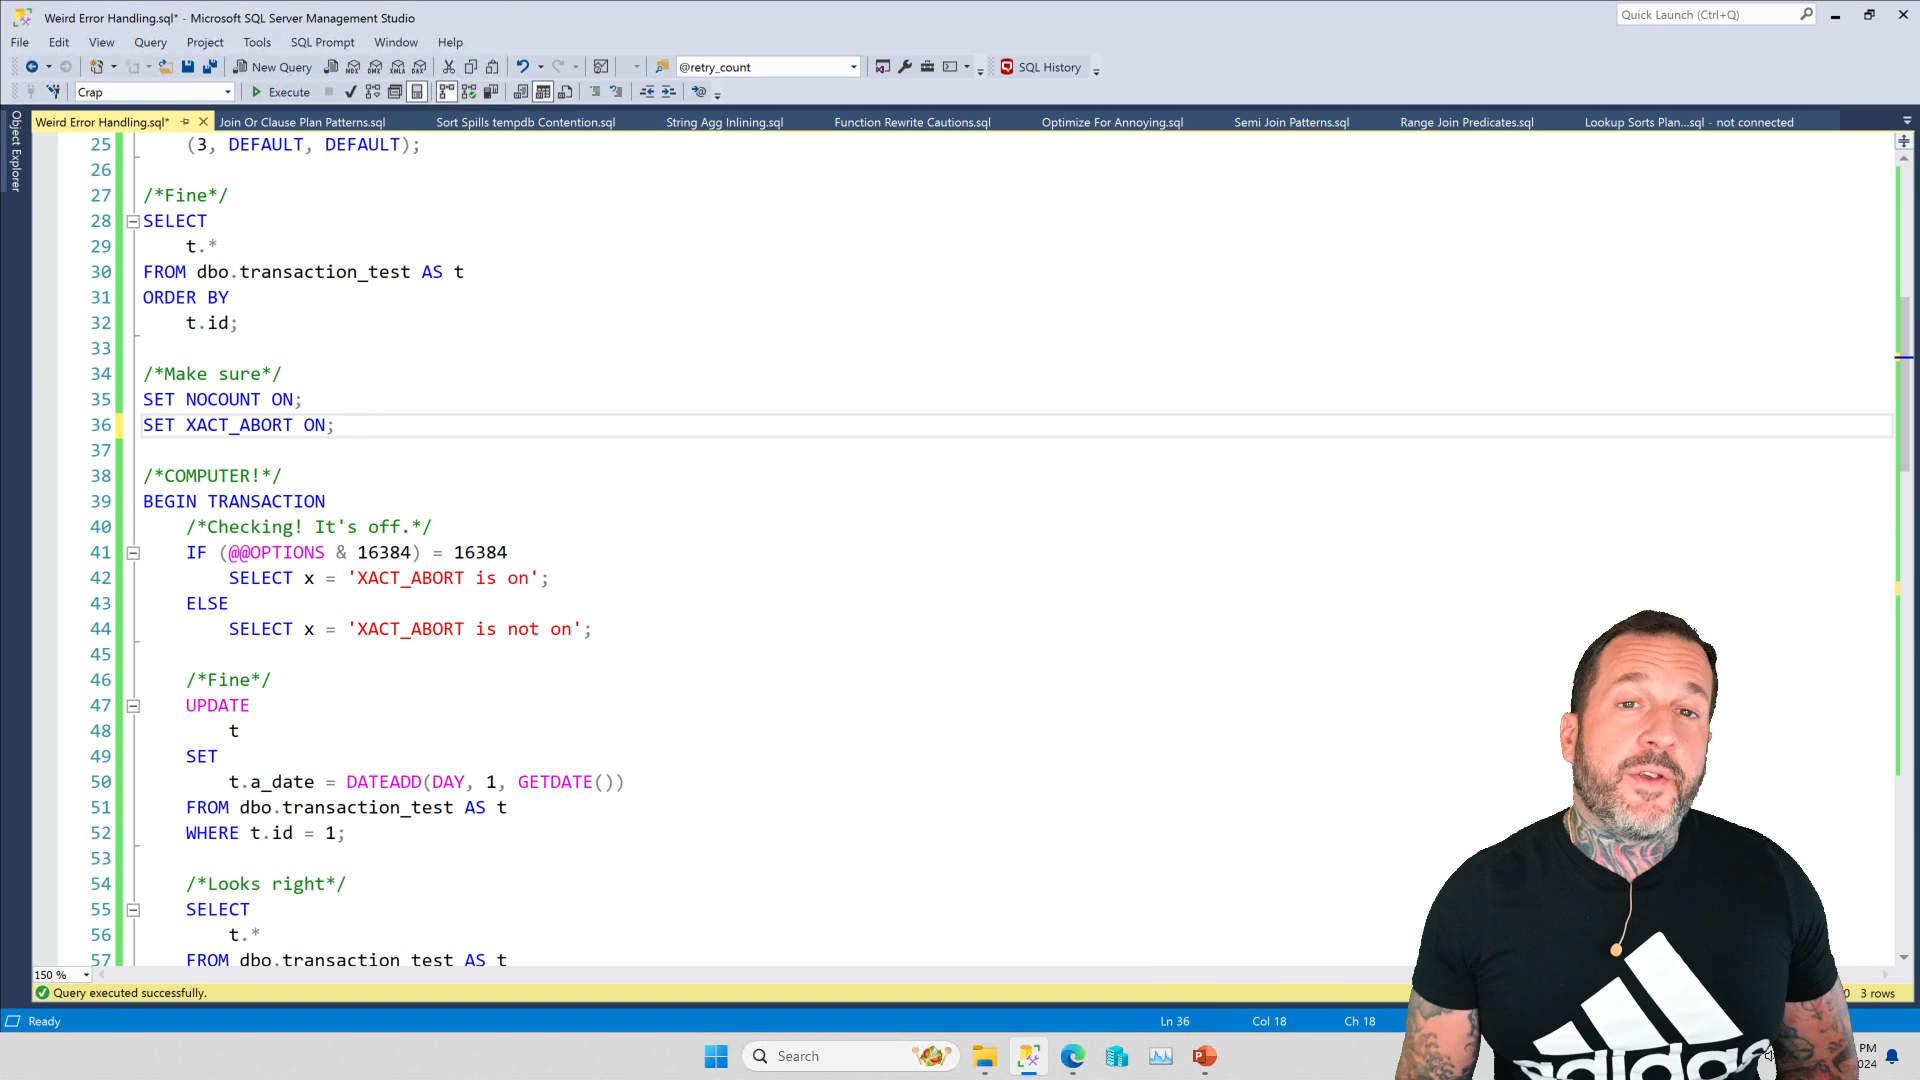 Weird Error Handling.sql* - Microsoft SQL Server Management Studio
Quick Launch (Ctrl+Q)
File Edit View Query Project Tools SQL Prompt Window Help
New Query MDX DMX XMLA DAX @retry_count SQL History
Crap Execute
Weird Error Handling.sql* Join Or Clause Plan Patterns.sql Sort Spills tempdb Contention.sql String Agg Inlining.sql Function Rewrite Cautions.sql Optimize For Annoying.sql Semi Join Patterns.sql Range Join Predicates.sql Lookup Sorts Plan...sql - not connected
Object Explorer
25 (3, DEFAULT, DEFAULT);
26
27 /*Fine*/
28 SELECT
29 t.*
30 FROM dbo.transaction_test AS t
31 ORDER BY
32 t.id;
33
34 /*Make sure*/
35 SET NOCOUNT ON;
36 SET XACT_ABORT ON;
37
38 /*COMPUTER!*/
39 BEGIN TRANSACTION
40 /*Checking! It's off.*/
41 IF (@@OPTIONS & 16384) = 16384
42 SELECT x = 'XACT_ABORT is on';
43 ELSE
44 SELECT x = 'XACT_ABORT is not on';
45
46 /*Fine*/
47 UPDATE
48 t
49 SET
50 t.a_date = DATEADD(DAY, 1, GETDATE())
51 FROM dbo.transaction_test AS t
52 WHERE t.id = 1;
53
54 /*Looks right*/
55 SELECT
56 t.*
57 FROM dbo.transaction_test AS t
150 %
Query executed successfully. 0 3 rows
Ready Ln 36 Col 18 Ch 18
Search
PM
024
adidas